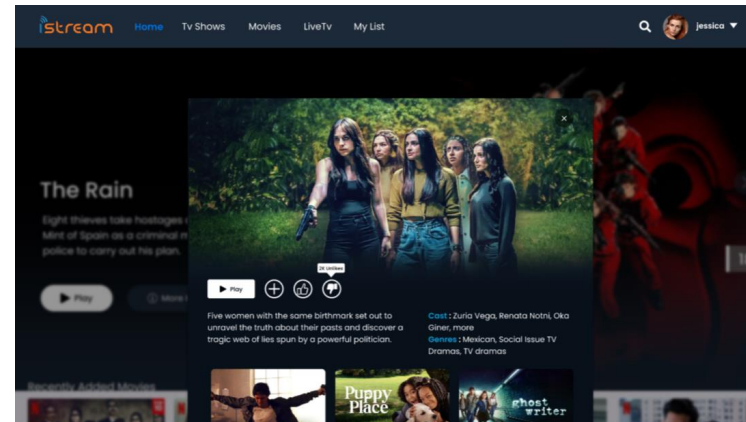 istream
Home
Tv Shows
Movies
LiveTv
My List
jessica
The Rain
Eight thieves take hostages
Mint of Spain as a criminal m
police to carry out his plan.
Play
More
2K Unlikes
Play
Five women with the same birthmark set out to
unravel the truth about their pasts and discover a
tragic web of lies spun by a powerful politician.
Cast : Zuria Vega, Renata Notni, Oka
Giner, more
Genres : Mexican, Social Issue TV
Dramas, TV dramas
Recently Added Movies
Puppy
Place
ghost
writer